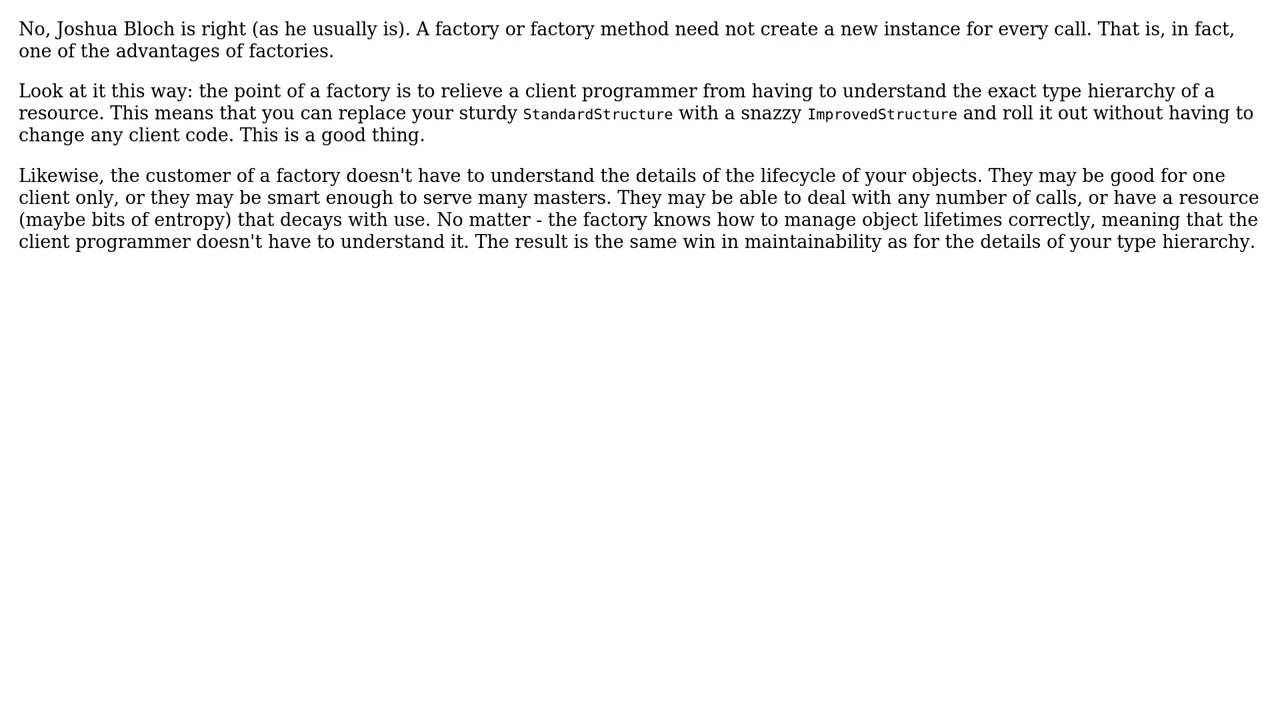 No, Joshua Bloch is right (as he usually is). A factory or factory method need not create a new instance for every call. That is, in fact,
one of the advantages of factories.
Look at it this way: the point of a factory is to relieve a client programmer from having to understand the exact type hierarchy of a
resource. This means that you can replace your sturdy StandardStructure with a snazzy ImprovedStructure and roll it out without having to
change any client code. This is a good thing.
Likewise, the customer of a factory doesn't have to understand the details of the lifecycle of your objects. They may be good for one
client only, or they may be smart enough to serve many masters. They may be able to deal with any number of calls, or have a resource
(maybe bits of entropy) that decays with use. No matter - the factory knows how to manage object lifetimes correctly, meaning that the
client programmer doesn't have to understand it. The result is the same win in maintainability as for the details of your type hierarchy.